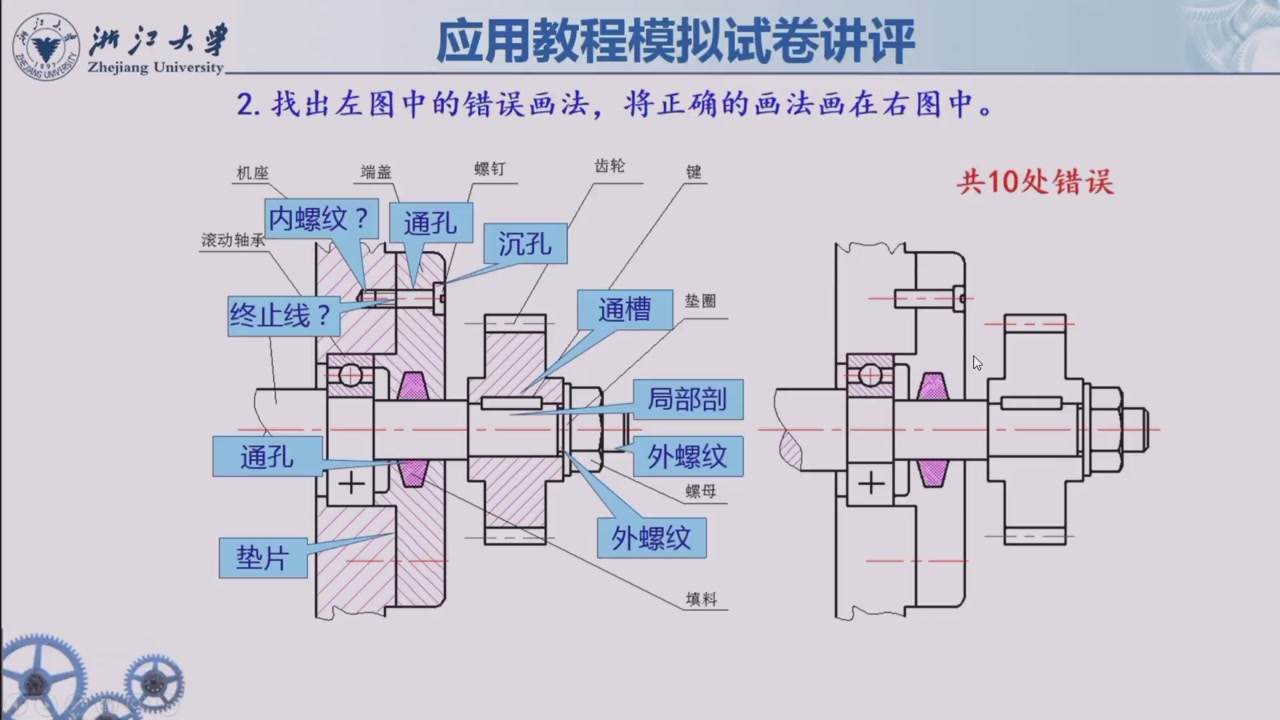 浙江大学
Zhejiang University
应用教程模拟试卷讲评
2. 找出左图中的错误画法，将正确的画法画在右图中。
共10处错误
机座
端盖
螺钉
齿轮
键
内螺纹？
通孔
沉孔
滚动轴承
终止线？
通槽
垫圈
局部剖
通孔
外螺纹
螺母
外螺纹
垫片
填料